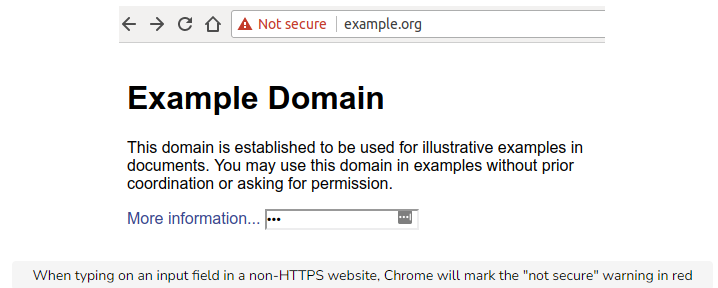 Not secure | example.org
Example Domain
This domain is established to be used for illustrative examples in
documents. You may use this domain in examples without prior
coordination or asking for permission.
More information... •••
When typing on an input field in a non-HTTPS website, Chrome will mark the "not secure" warning in red